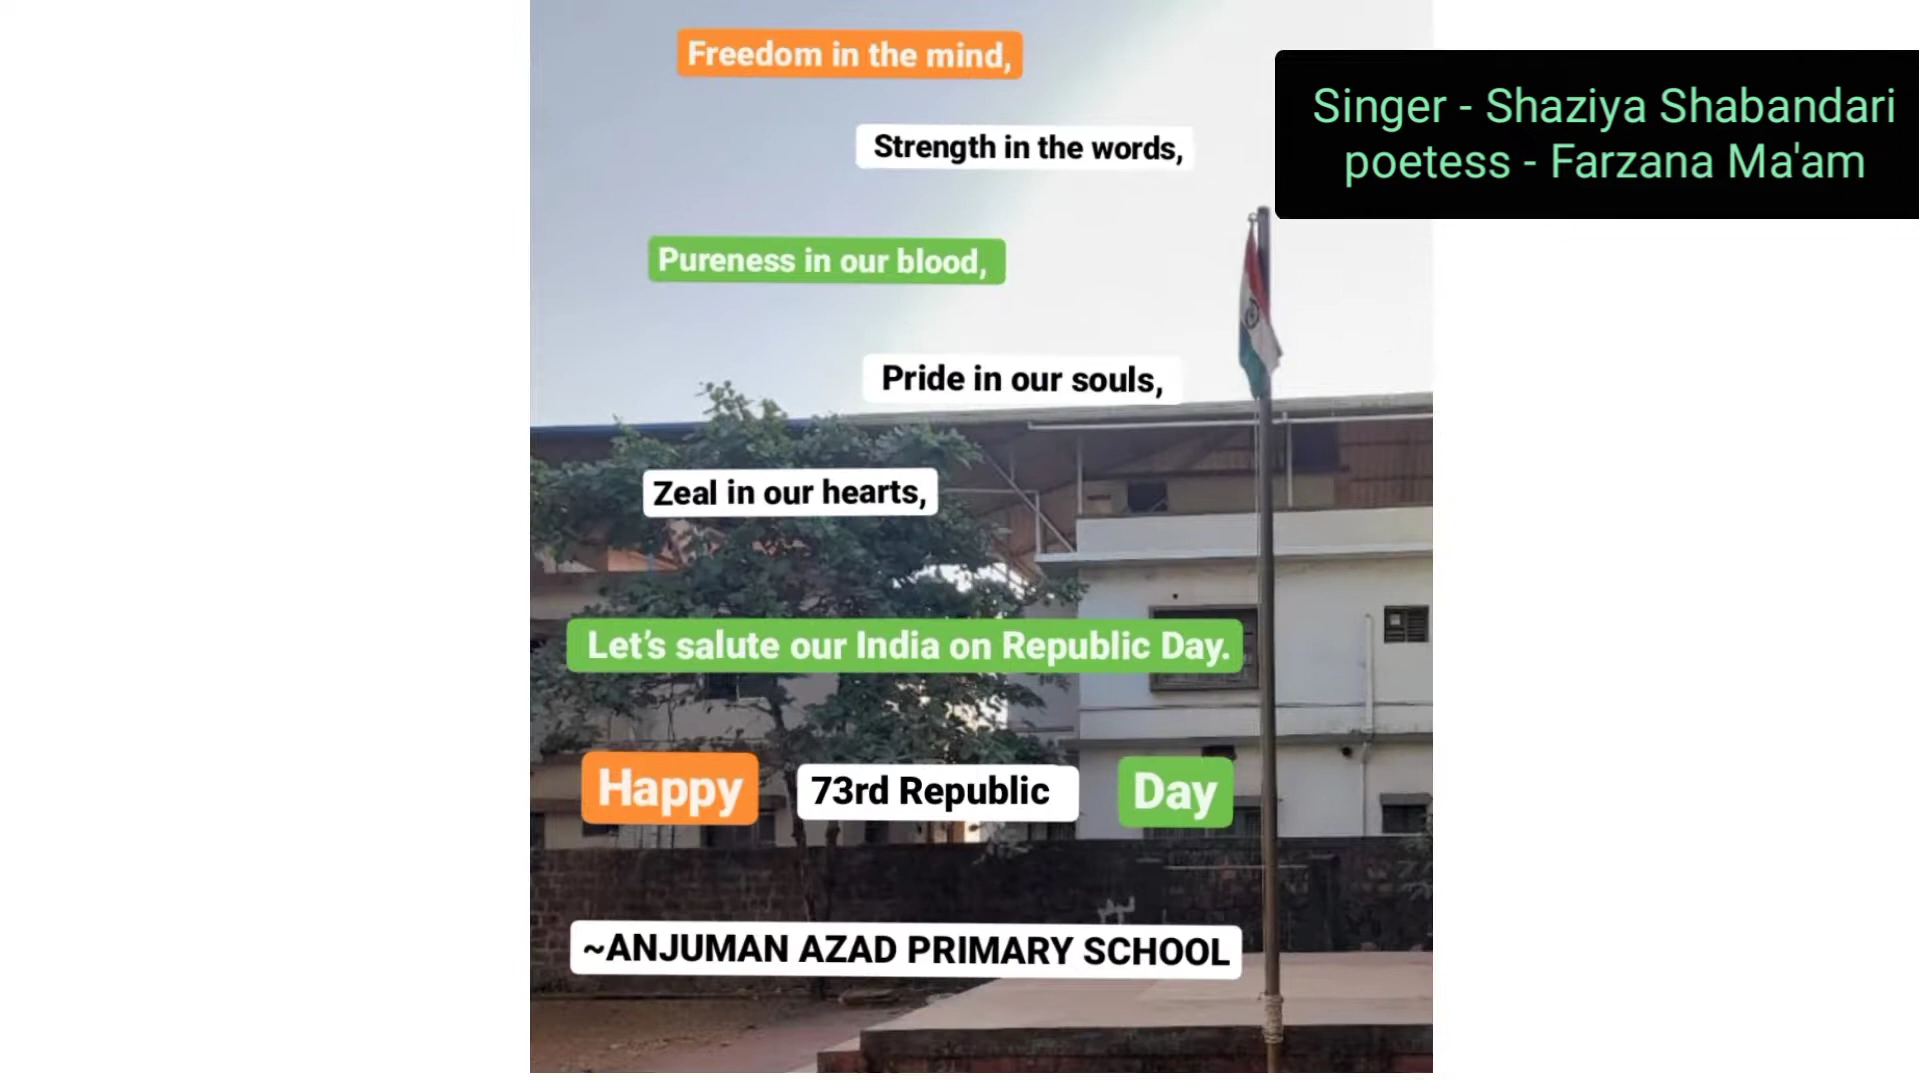 Freedom in the mind,
Singer - Shaziya Shabandari
poetess - Farzana Ma'am
Strength in the words,
Pureness in our blood,
Pride in our souls,
Zeal in our hearts,
Let’s salute our India on Republic Day.
Happy 73rd Republic Day
~ANJUMAN AZAD PRIMARY SCHOOL